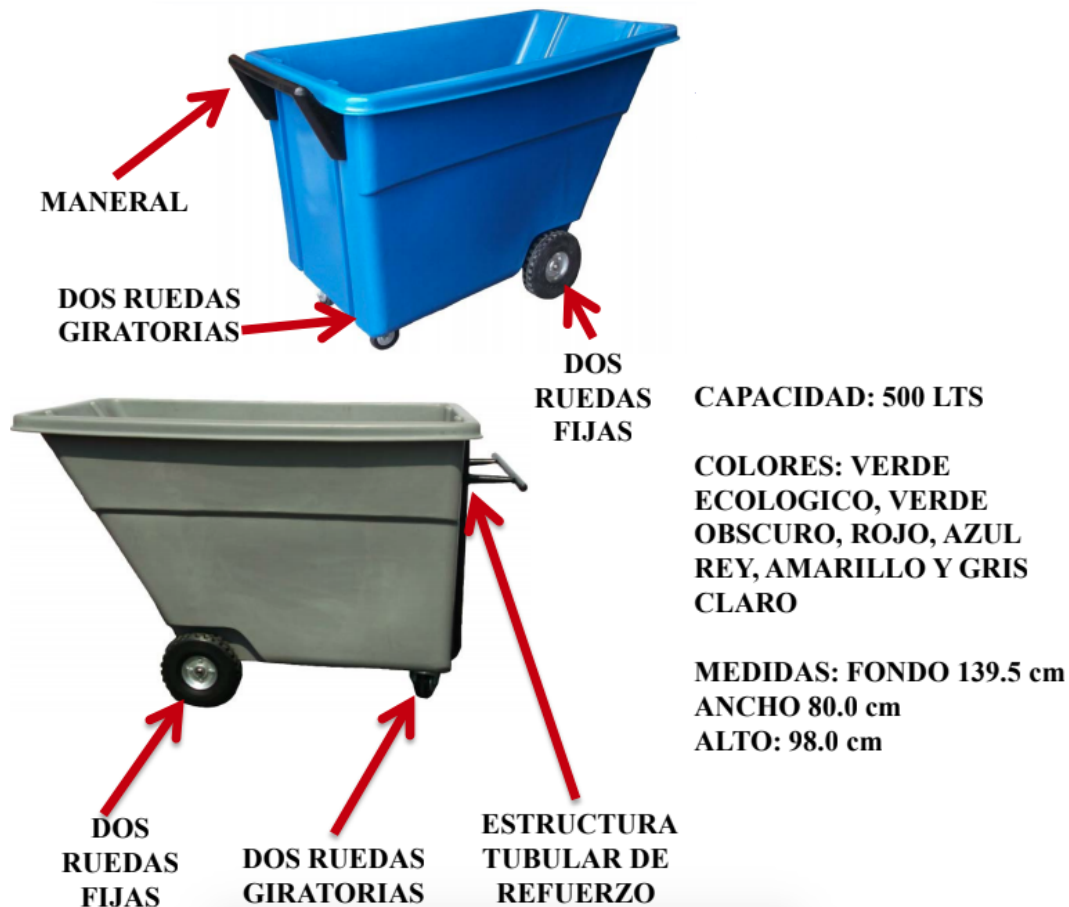 MANERAL
DOS RUEDAS
GIRATORIAS
DOS
RUEDAS
FIJAS
CAPACIDAD: 500 LTS
COLORES: VERDE
ECOLOGICO, VERDE
OBSCURO, ROJO, AZUL
REY, AMARILLO Y GRIS
CLARO
MEDIDAS: FONDO 139.5 cm
ANCHO 80.0 cm
ALTO: 98.0 cm
DOS
RUEDAS
FIJAS
DOS RUEDAS
GIRATORIAS
ESTRUCTURA
TUBULAR DE
REFUERZO